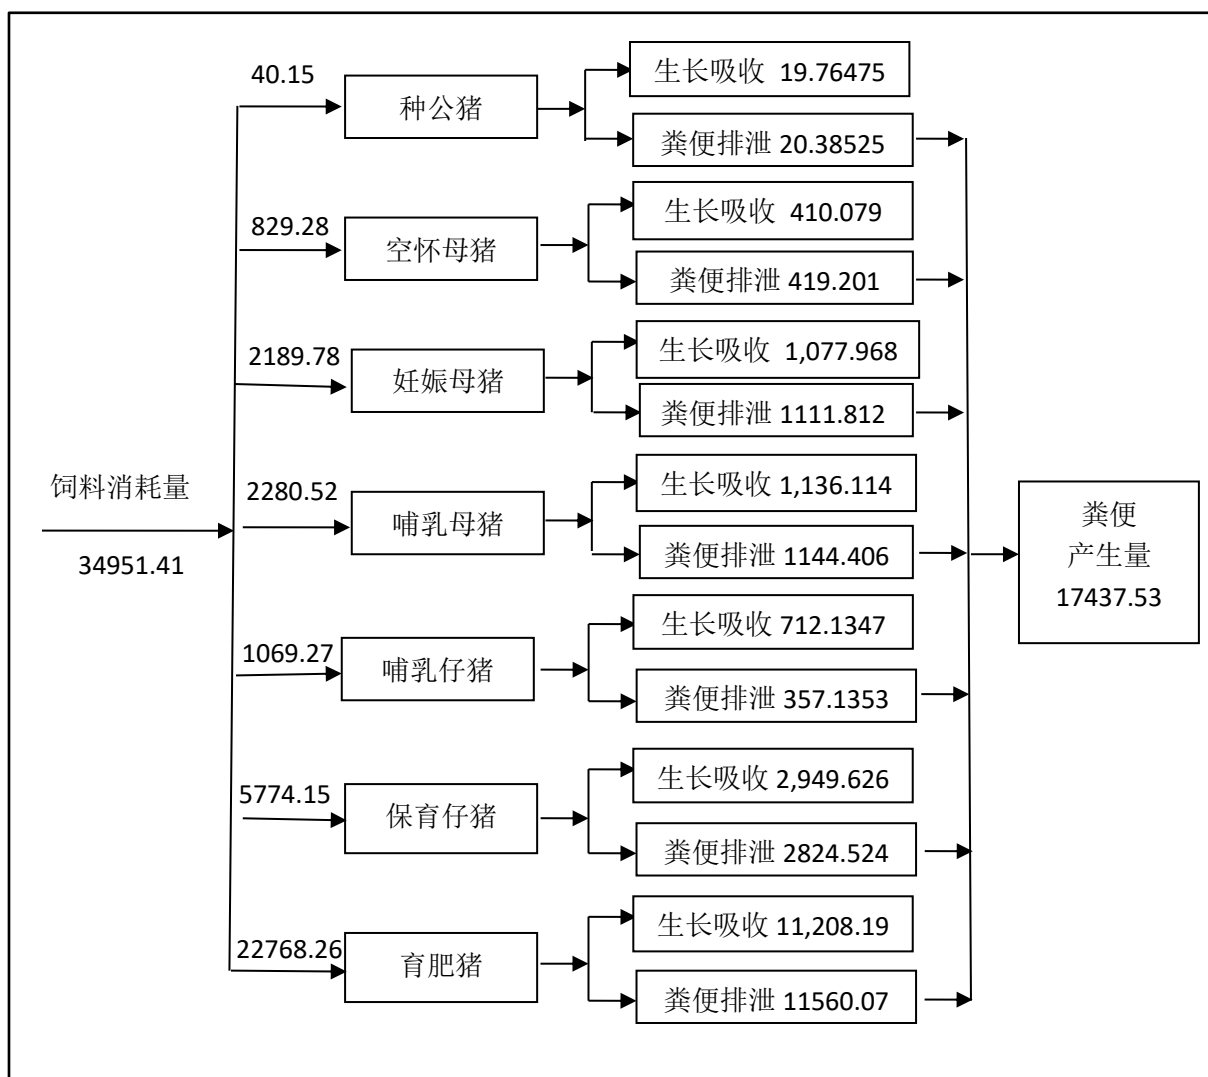 40.15
种公猪
生长吸收 19.76475
粪便排泄 20.38525
829.28
空怀母猪
生长吸收 410.079
粪便排泄 419.201
2189.78
妊娠母猪
生长吸收 1,077.968
粪便排泄 1111.812
饲料消耗量
34951.41
2280.52
哺乳母猪
生长吸收 1,136.114
粪便排泄 1144.406
粪便
产生量
17437.53
1069.27
哺乳仔猪
生长吸收 712.1347
粪便排泄 357.1353
5774.15
保育仔猪
生长吸收 2,949.626
粪便排泄 2824.524
22768.26
育肥猪
生长吸收 11,208.19
粪便排泄 11560.07